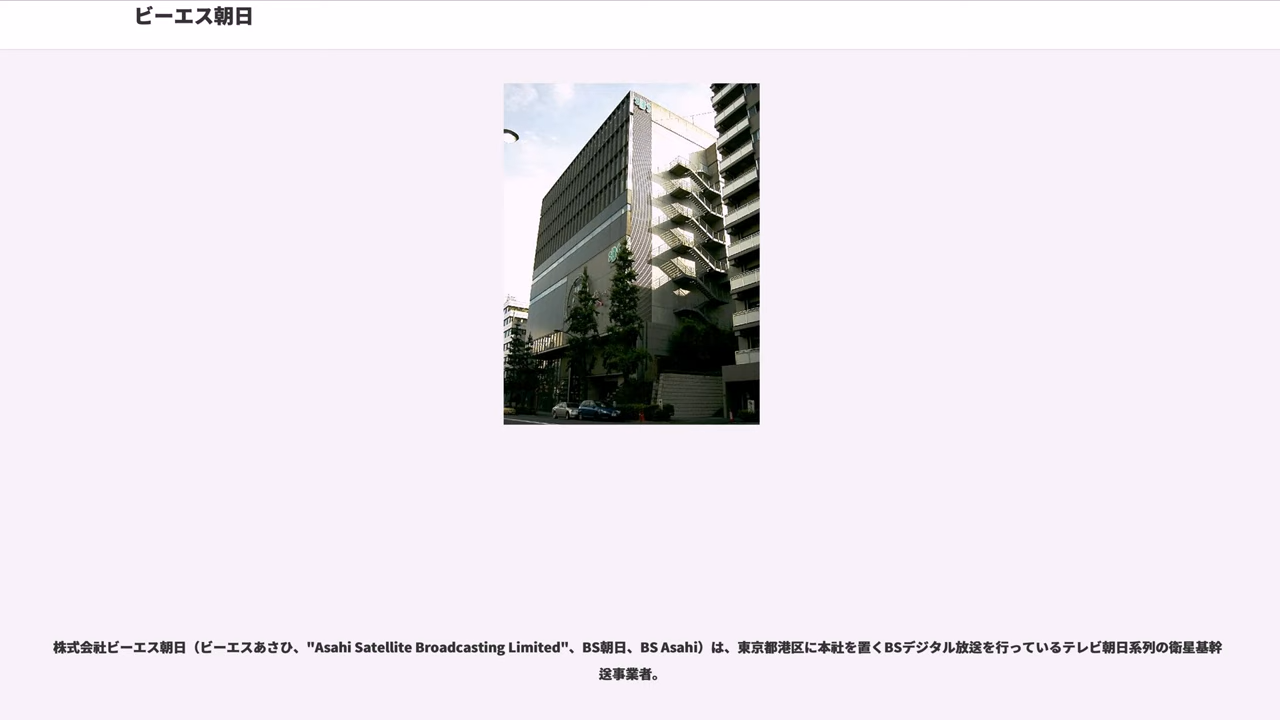 ビーエス朝日
株式会社ビーエス朝日（ビーエスあさひ、"Asahi Satellite Broadcasting Limited"、BS朝日、BS Asahi）は、東京都港区に本社を置くBSデジタル放送を行っているテレビ朝日系列の衛星基幹
送事業者。